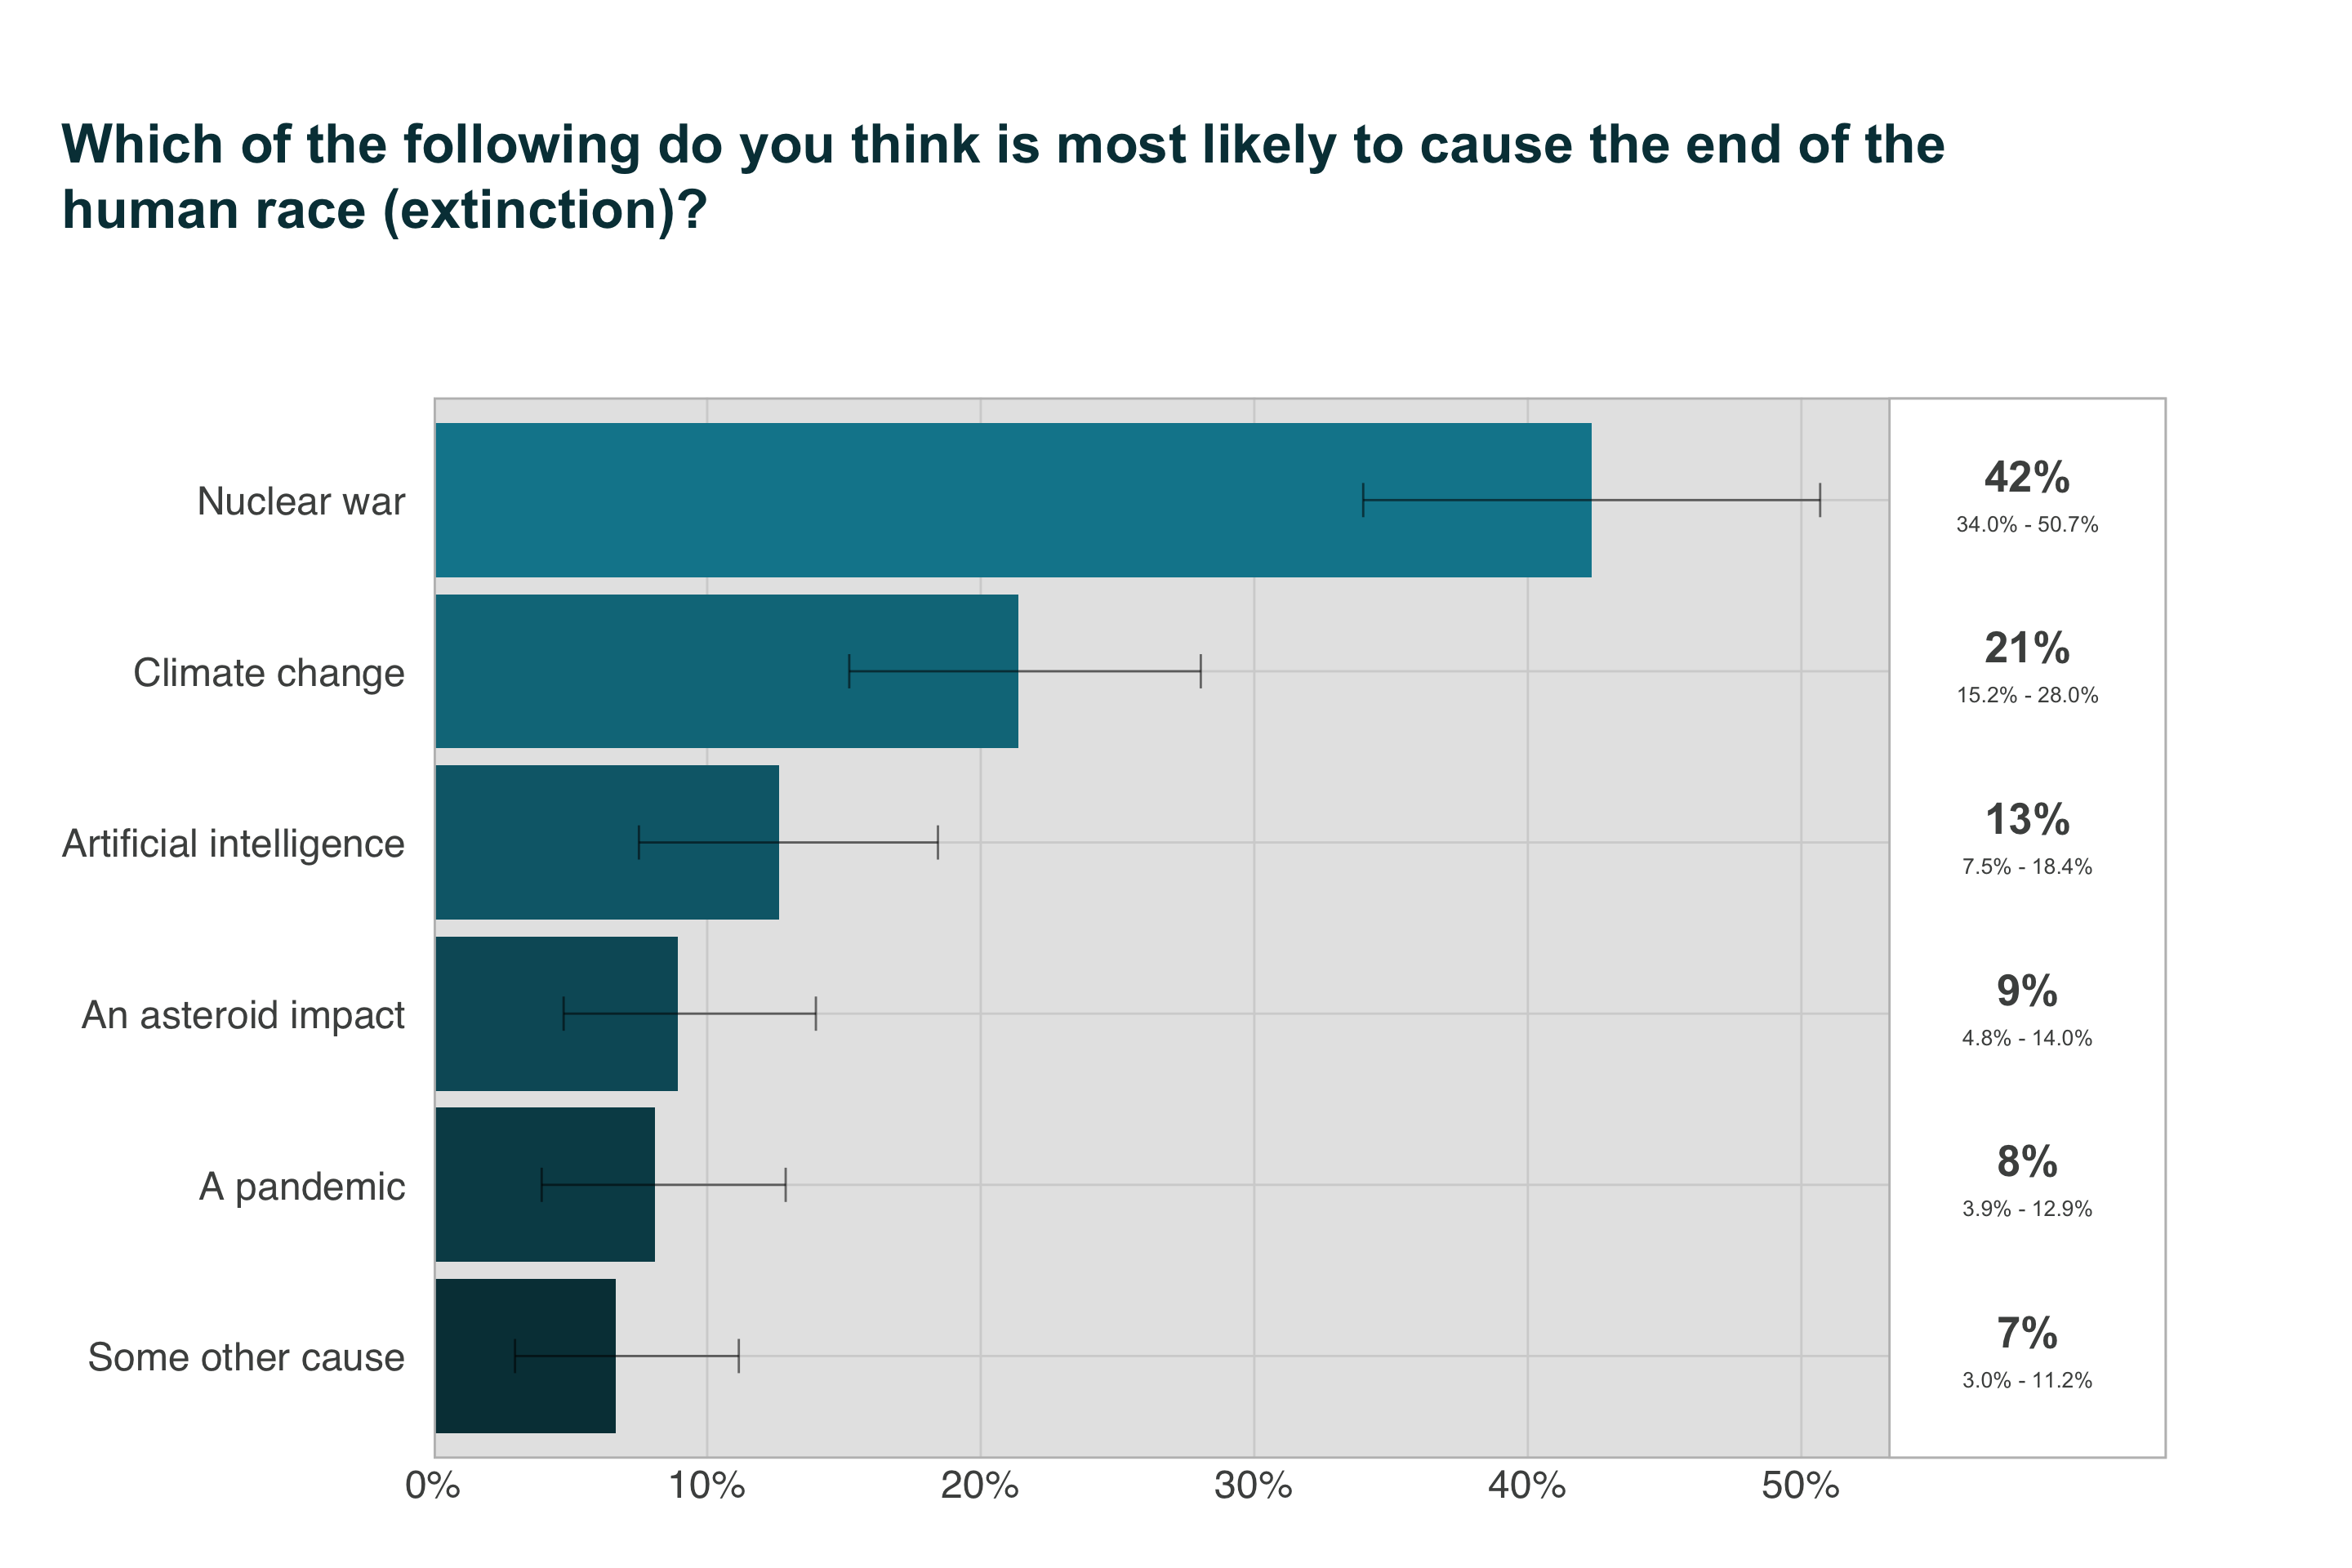 Which of the following do you think is most likely to cause the end of the
human race (extinction)?
Nuclear war
42%
34.0% - 50.7%
Climate change
21%
15.2% - 28.0%
Artificial intelligence
13%
7.5% - 18.4%
An asteroid impact
9%
4.8% - 14.0%
A pandemic
8%
3.9% - 12.9%
Some other cause
7%
3.0% - 11.2%
0% 10% 20% 30% 40% 50%